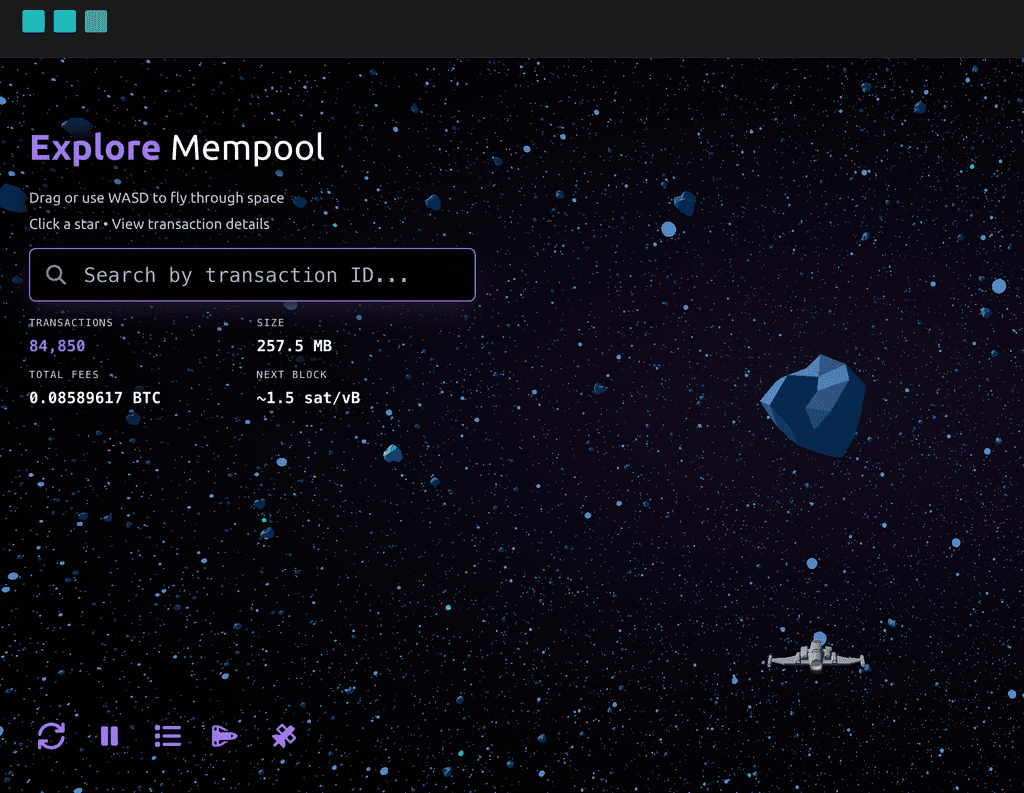 Explore Mempool
Drag or use WASD to fly through space
Click a star • View transaction details
Search by transaction ID...
TRANSACTIONS
84,850
SIZE
257.5 MB
TOTAL FEES
0.08589617 BTC
NEXT BLOCK
~1.5 sat/vB